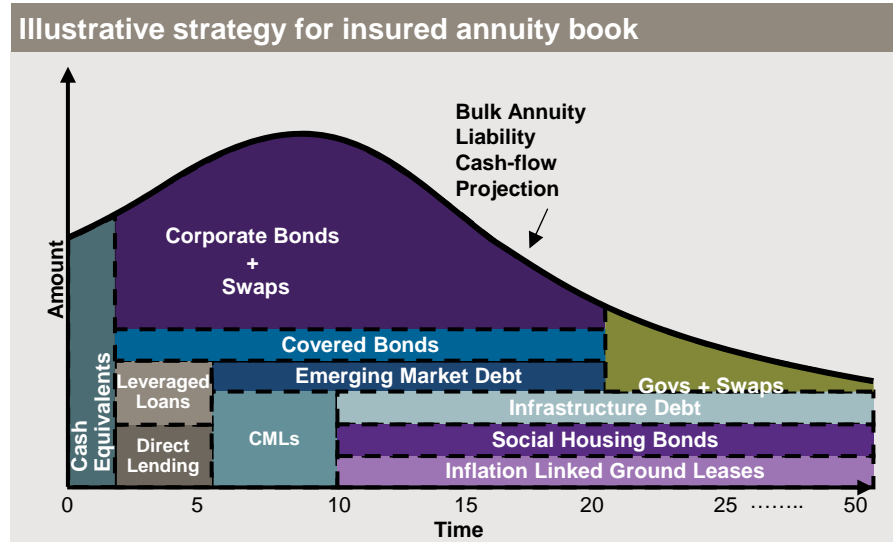 Illustrative strategy for insured annuity book
Bulk Annuity
Liability
Cash-flow
Projection
Corporate Bonds
+
Swaps
Amount
Covered Bonds
Emerging Market Debt
Leveraged
Loans
Govs + Swaps
Infrastructure Debt
Cash
Equivalents
Direct
Lending
CMLs
Social Housing Bonds
Inflation Linked Ground Leases
0 5 10 15 20 25 …….. 50
Time